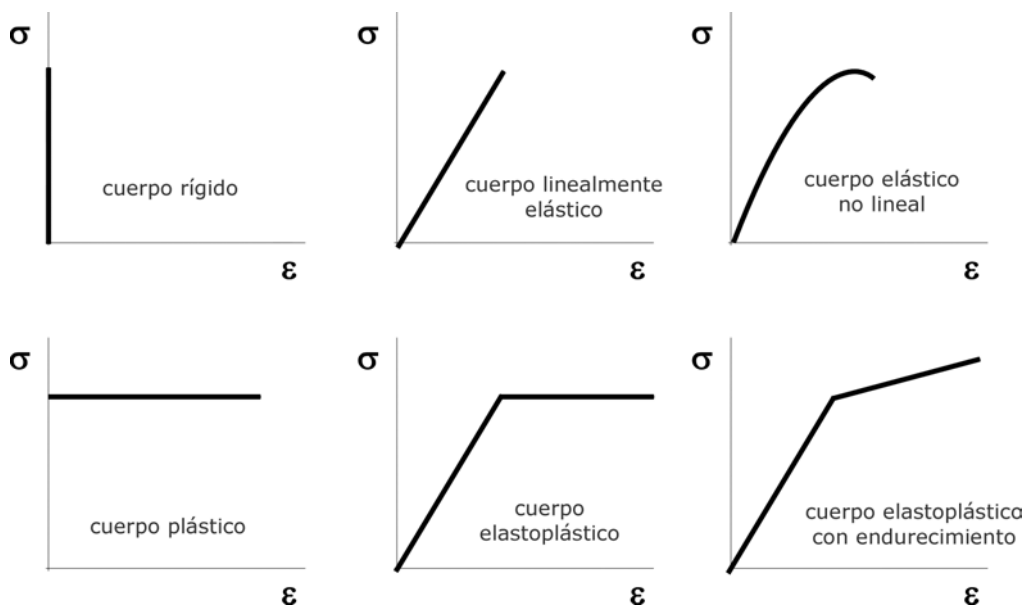 σ
cuerpo rígido
ε
σ
cuerpo linealmente
elástico
ε
σ
cuerpo elástico
no lineal
ε
σ
cuerpo plástico
ε
σ
cuerpo
elastoplástico
ε
σ
cuerpo elastoplástico
con endurecimiento
ε